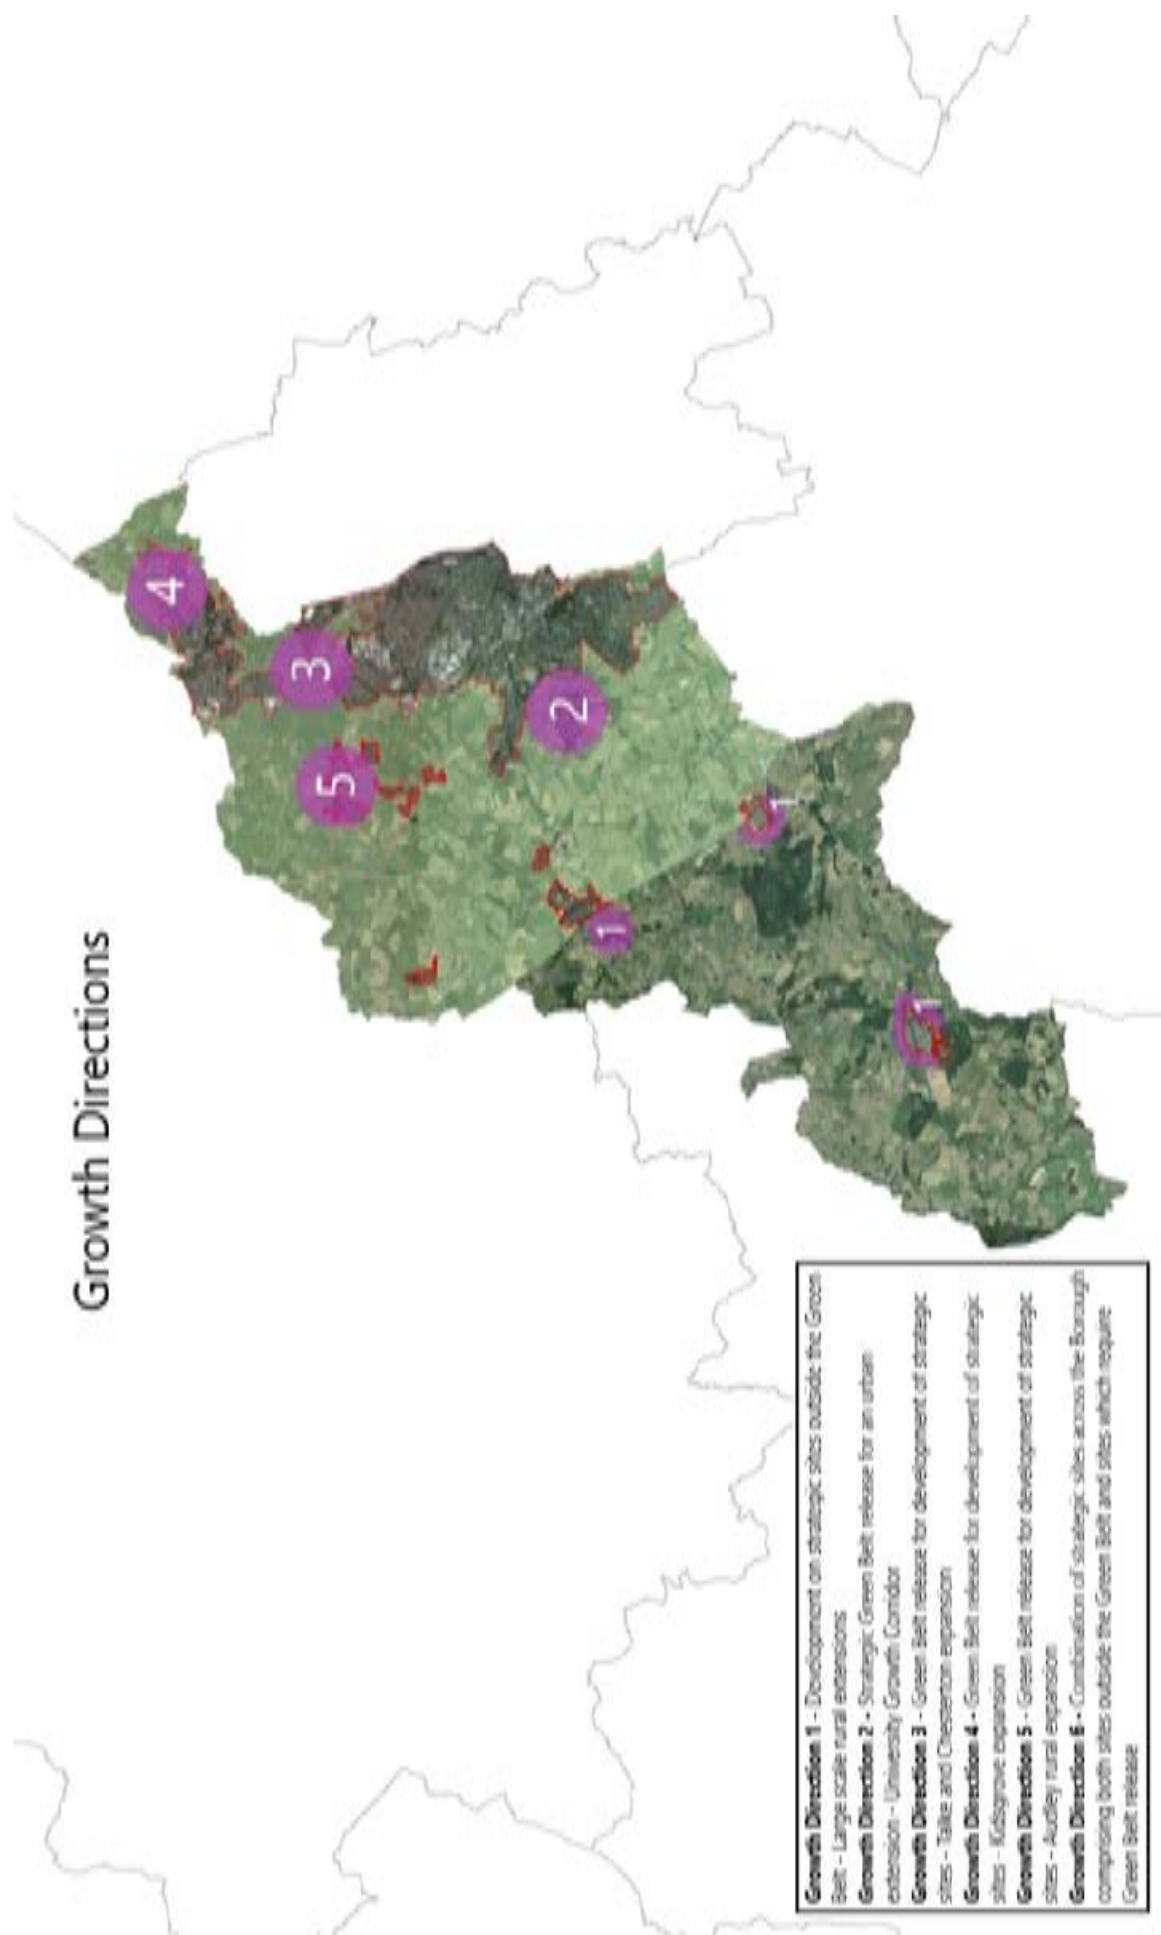 Growth Directions
4
3
5
2
1
1
1
Growth Direction 1 - Development on strategic sites outside the Green
Belt - Large scale rural extensions
Growth Direction 2 - Strategic Green Belt release for an urban
extension - University Growth Corridor
Growth Direction 3 - Green Belt release for development of strategic
sites - Talke and Chesterton expansion
Growth Direction 4 - Green Belt release for development of strategic
sites - Kidsgrove expansion
Growth Direction 5 - Green Belt release for development of strategic
sites - Audley rural expansion
Growth Direction 6 - Combination of strategic sites across the Borough
comprising both sites outside the Green Belt and sites which require
Green Belt release